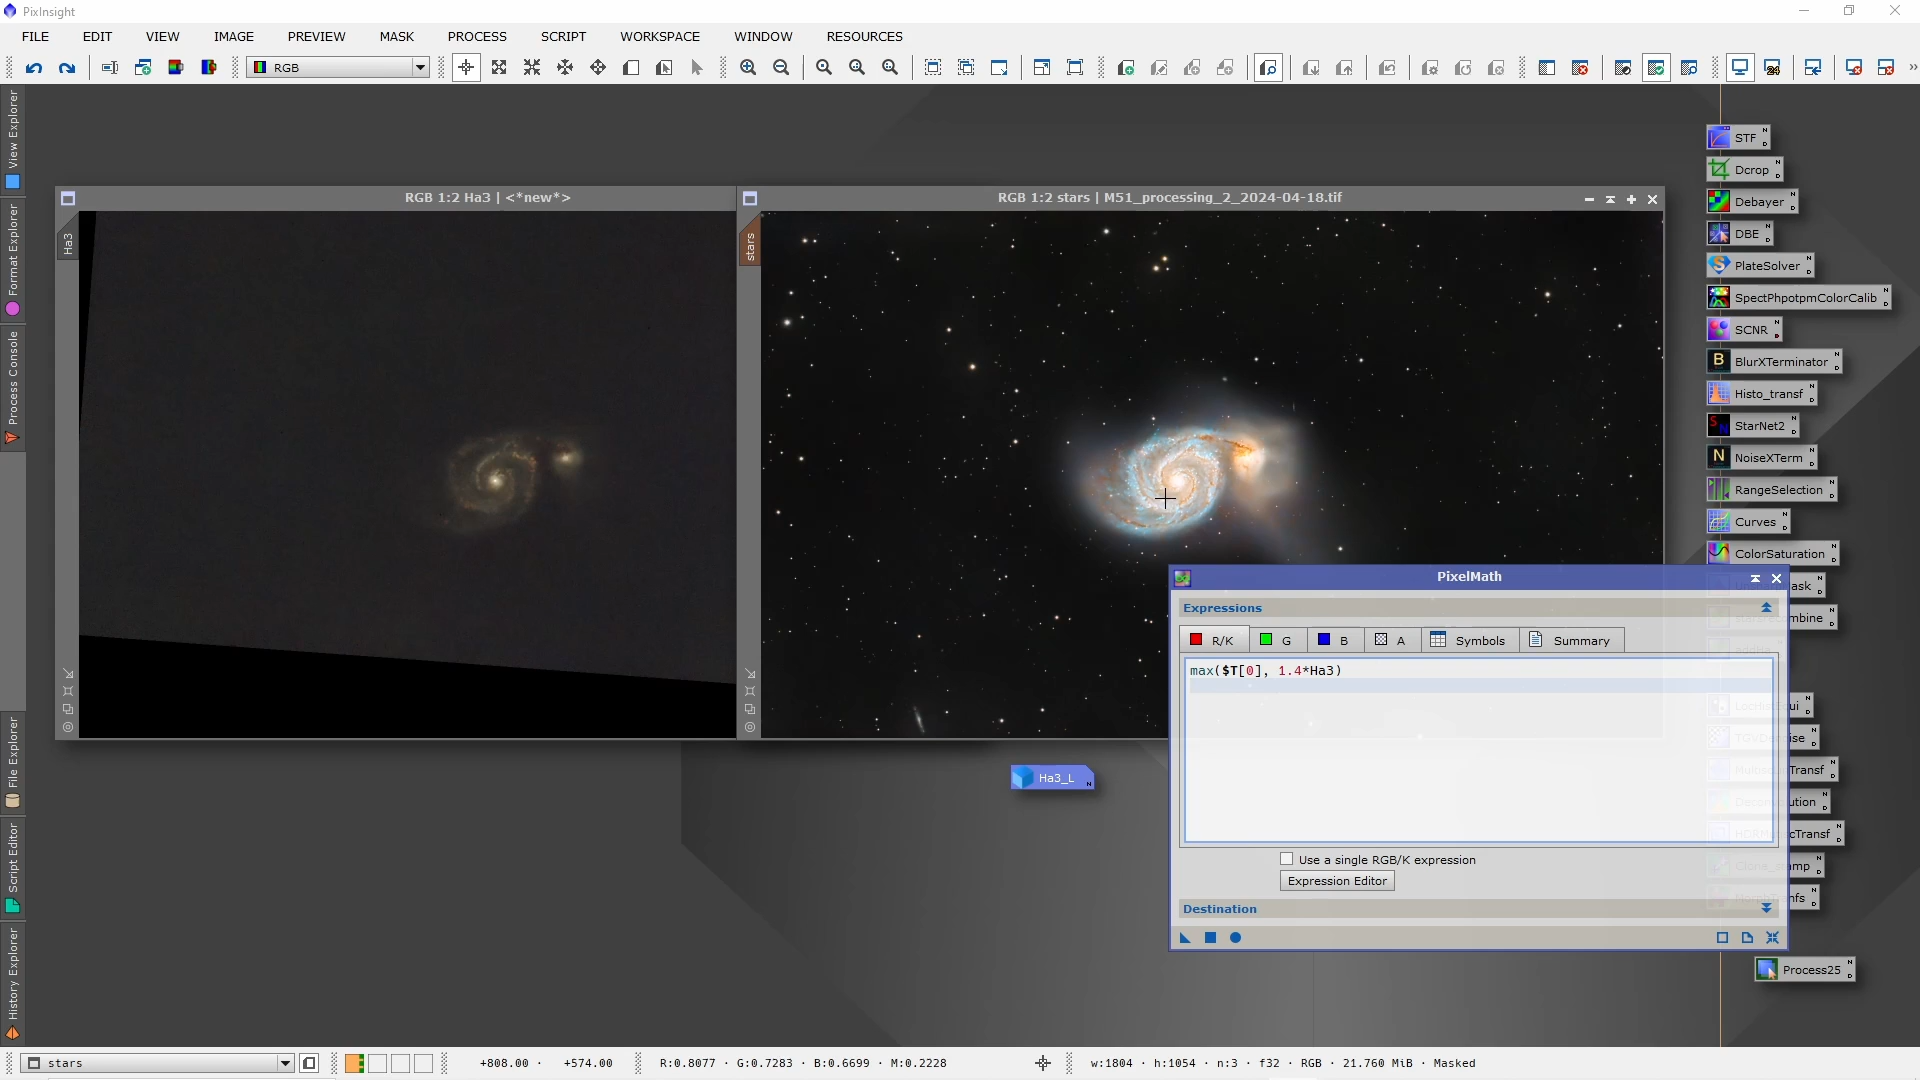 PixInsight
FILE EDIT VIEW IMAGE PREVIEW MASK PROCESS SCRIPT WORKSPACE WINDOW RESOURCES
RGB
24
»
View Explorer
Format Explorer
Process Console
File Explorer
Script Editor
History Explorer
RGB 1:2 Ha3 | <*new*>
Ha3
RGB 1:2 stars | M51_processing_2_2024-04-18.tif
stars
STF
Dcrop
Debayer
DBE
PlateSolver
SpectPhpotpmColorCalib
SCNR
BlurXTerminator
Histo_transf
StarNet2
NoiseXTerm
RangeSelection
Curves
ColorSaturation
Process25
Ha3_L
PixelMath
Expressions
R/K G B A Symbols Summary
max($T[0], 1.4*Ha3)
Use a single RGB/K expression
Expression Editor
Destination
stars
+808.00 · +574.00
R:0.8077 · G:0.7283 · B:0.6699 · M:0.2228
w:1804 · h:1054 · n:3 · f32 · RGB · 21.760 MiB · Masked